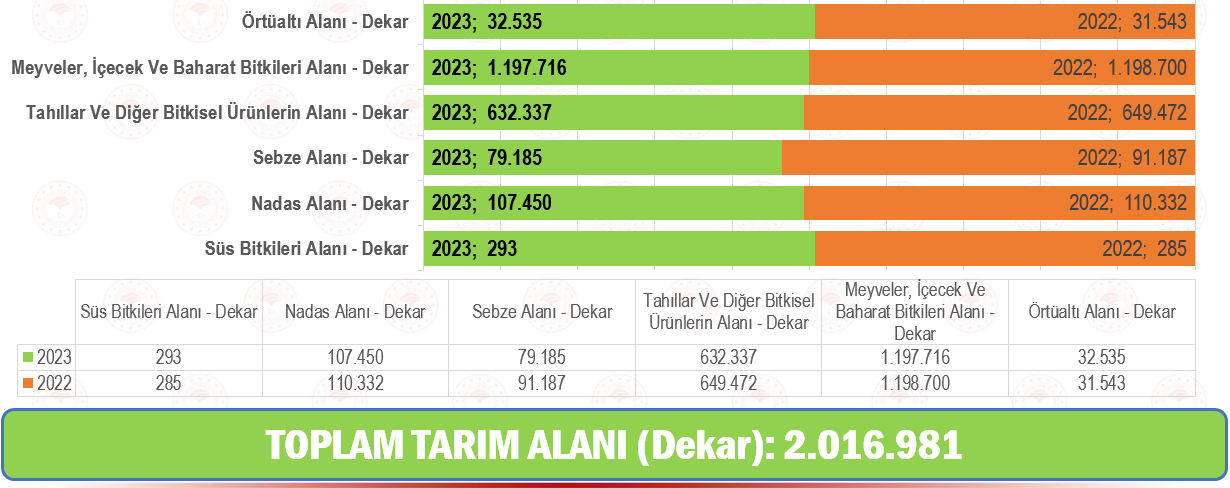 Örtüaltı Alanı - Dekar 2023; 32.535 2022; 31.543
Meyveler, İçecek Ve Baharat Bitkileri Alanı - Dekar 2023; 1.197.716 2022; 1.198.700
Tahıllar Ve Diğer Bitkisel Ürünlerin Alanı - Dekar 2023; 632.337 2022; 649.472
Sebze Alanı - Dekar 2023; 79.185 2022; 91.187
Nadas Alanı - Dekar 2023; 107.450 2022; 110.332
Süs Bitkileri Alanı - Dekar 2023; 293 2022; 285
Süs Bitkileri Alanı - Dekar
Nadas Alanı - Dekar
Sebze Alanı - Dekar
Tahıllar Ve Diğer Bitkisel
Ürünlerin Alanı - Dekar
Meyveler, İçecek Ve
Baharat Bitkileri Alanı -
Dekar
Örtüaltı Alanı - Dekar
2023 293 107.450 79.185 632.337 1.197.716 32.535
2022 285 110.332 91.187 649.472 1.198.700 31.543
TOPLAM TARIM ALANI (Dekar): 2.016.981